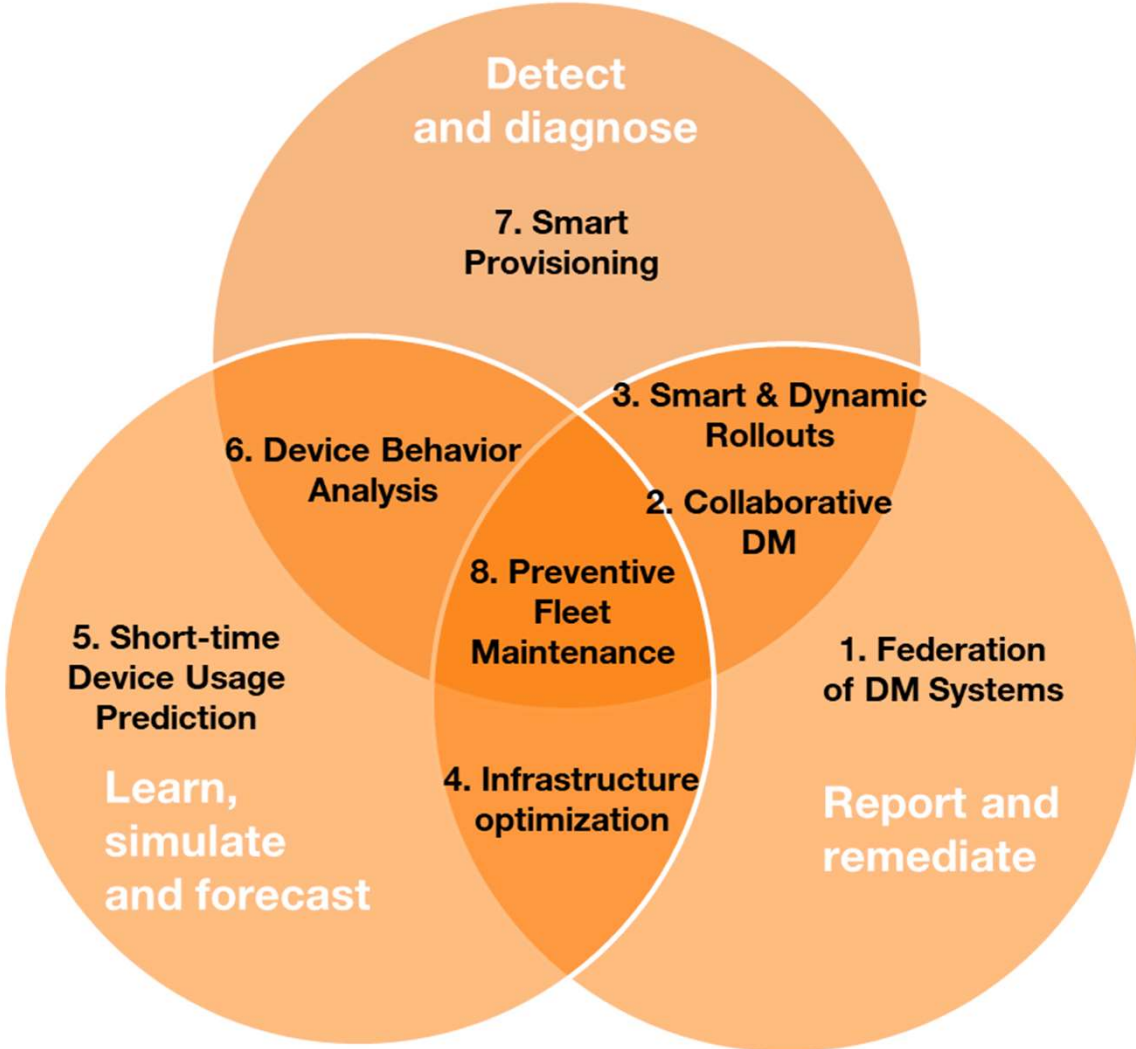 Detect
and diagnose
7. Smart
Provisioning
3. Smart & Dynamic
Rollouts
6. Device Behavior
Analysis
2. Collaborative
DM
8. Preventive
Fleet
Maintenance
5. Short-time
Device Usage
Prediction
1. Federation
of DM Systems
4. Infrastructure
optimization
Learn,
simulate
and forecast
Report and
remediate